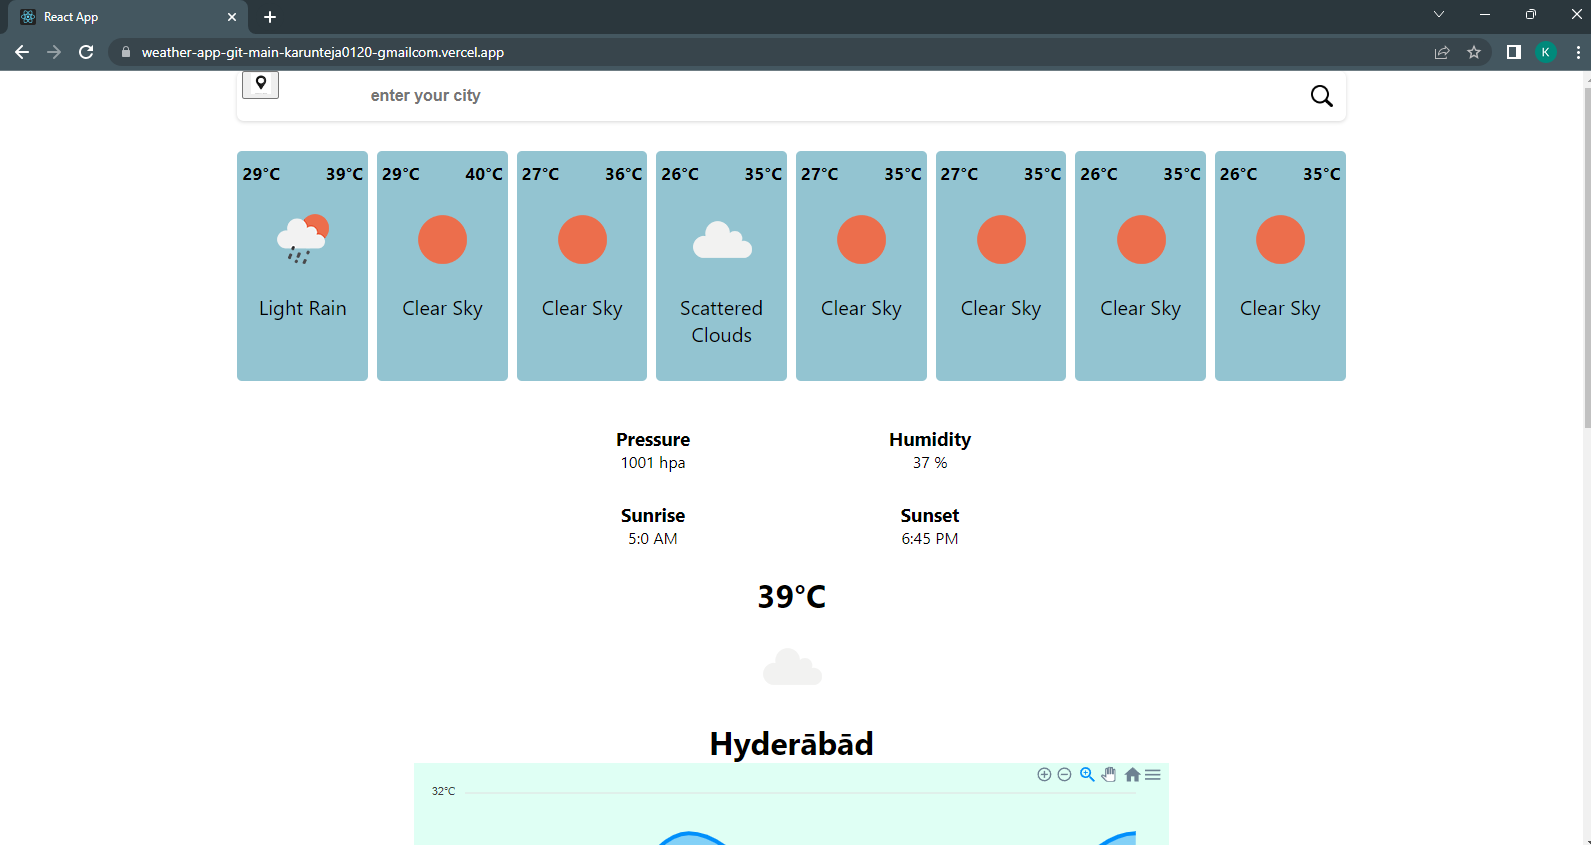 React App
weather-app-git-main-karunteja0120-gmailcom.vercel.app
K
enter your city
29°C 39°C
Light Rain
29°C 40°C
Clear Sky
27°C 36°C
Clear Sky
26°C 35°C
Scattered
Clouds
27°C 35°C
Clear Sky
27°C 35°C
Clear Sky
26°C 35°C
Clear Sky
26°C 35°C
Clear Sky
Pressure
1001 hpa
Humidity
37 %
Sunrise
5:0 AM
Sunset
6:45 PM
39°C
Hyderābād
32°C